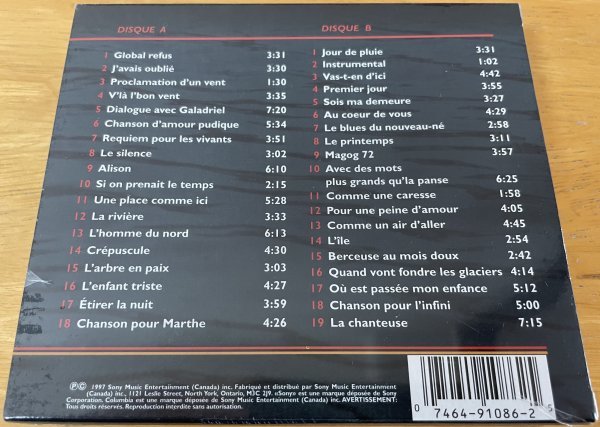 DISQUE A
1 Global refus 3:31
2 J'avais oublié 3:30
3 Proclamation d'un vent 1:30
4 V'là l'bon vent 3:35
5 Dialogue avec Galadriel 7:20
6 Chanson d'amour pudique 5:34
7 Requiem pour les vivants 3:51
8 Le silence 3:02
9 Alison 6:10
10 Si on prenait le temps 2:15
11 Une place comme ici 5:28
12 La rivière 3:33
13 L'homme du nord 6:13
14 Crépuscule 4:30
15 L'arbre en paix 3:03
16 L'enfant triste 4:27
17 Étirer la nuit 3:59
18 Chanson pour Marthe 4:26
DISQUE B
1 Jour de pluie 3:31
2 Instrumental 1:02
3 Vas-t-en d'ici 4:42
4 Premier jour 3:55
5 Sois ma demeure 3:27
6 Au coeur de vous 4:29
7 Le blues du nouveau-né 2:58
8 Le printemps 3:11
9 Magog 72 3:57
10 Avec des mots
plus grands qu'la panse 6:25
11 Comme une caresse 1:58
12 Pour une peine d'amour 4:05
13 Comme un air d'aller 4:45
14 L'île 2:54
15 Berceuse au mois doux 2:42
16 Quand vont fondre les glaciers 4:14
17 Où est passée mon enfance 5:12
18 Chanson pour l'infini 5:00
19 La chanteuse 7:15
℗© 1997 Sony Music Entertainment (Canada) inc. Fabriqué et distribué par Sony Music Entertainment
(Canada) inc., 1121 Leslie Street, North York, Ontario, M3C 2J9. «Sony» est une marque déposée de Sony
Corporation. Columbia est une marque déposée de Sony Music Entertainment (Canada) inc. AVERTISSEMENT:
Droits réservés. Reproduction interdite sans autorisation.
0 7464-91086-2 5